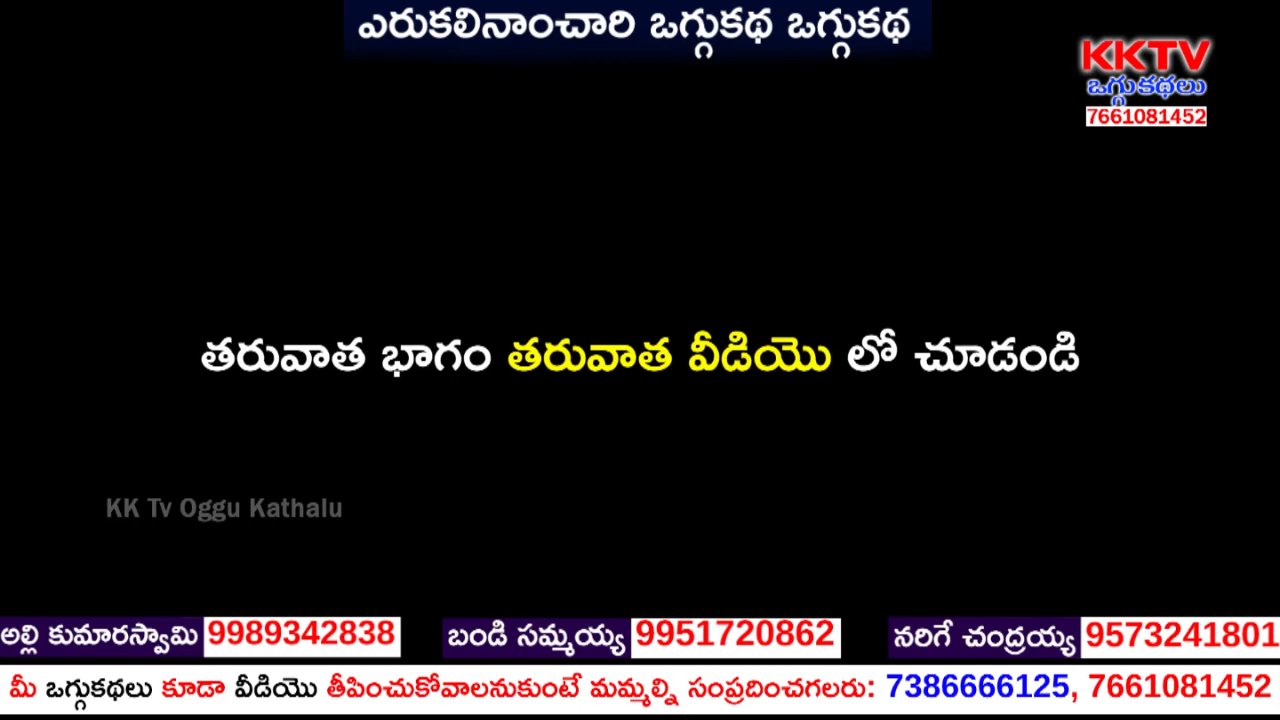 ఎరుకలినాంచారి ఒగ్గుకథ ఒగ్గుకథ
KKTV
ఒగ్గుకథలు
7661081452
తరువాత భాగం తరువాత వీడియొ లో చూడండి
KK Tv Oggu Kathalu
అల్లి కుమారస్వామి 9989342838 బండి సమ్మయ్య 9951720862 నరిగే చంద్రయ్య 9573241801
మీ ఒగ్గుకథలు కూడా వీడియొ తీపించుకోవాలనుకుంటే మమ్మల్ని సంప్రదించగలరు: 7386666125, 7661081452